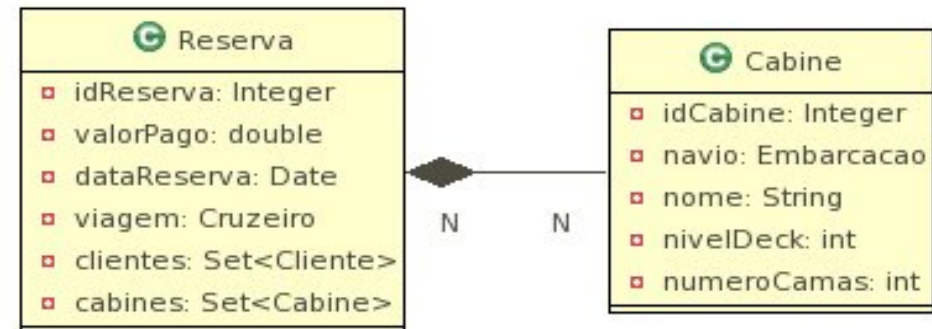 C Reserva
idReserva: Integer
valorPago: double
dataReserva: Date
viagem: Cruzeiro
clientes: Set<Cliente>
cabines: Set<Cabine>
N N
C Cabine
idCabine: Integer
navio: Embarcacao
nome: String
nivelDeck: int
numeroCamas: int